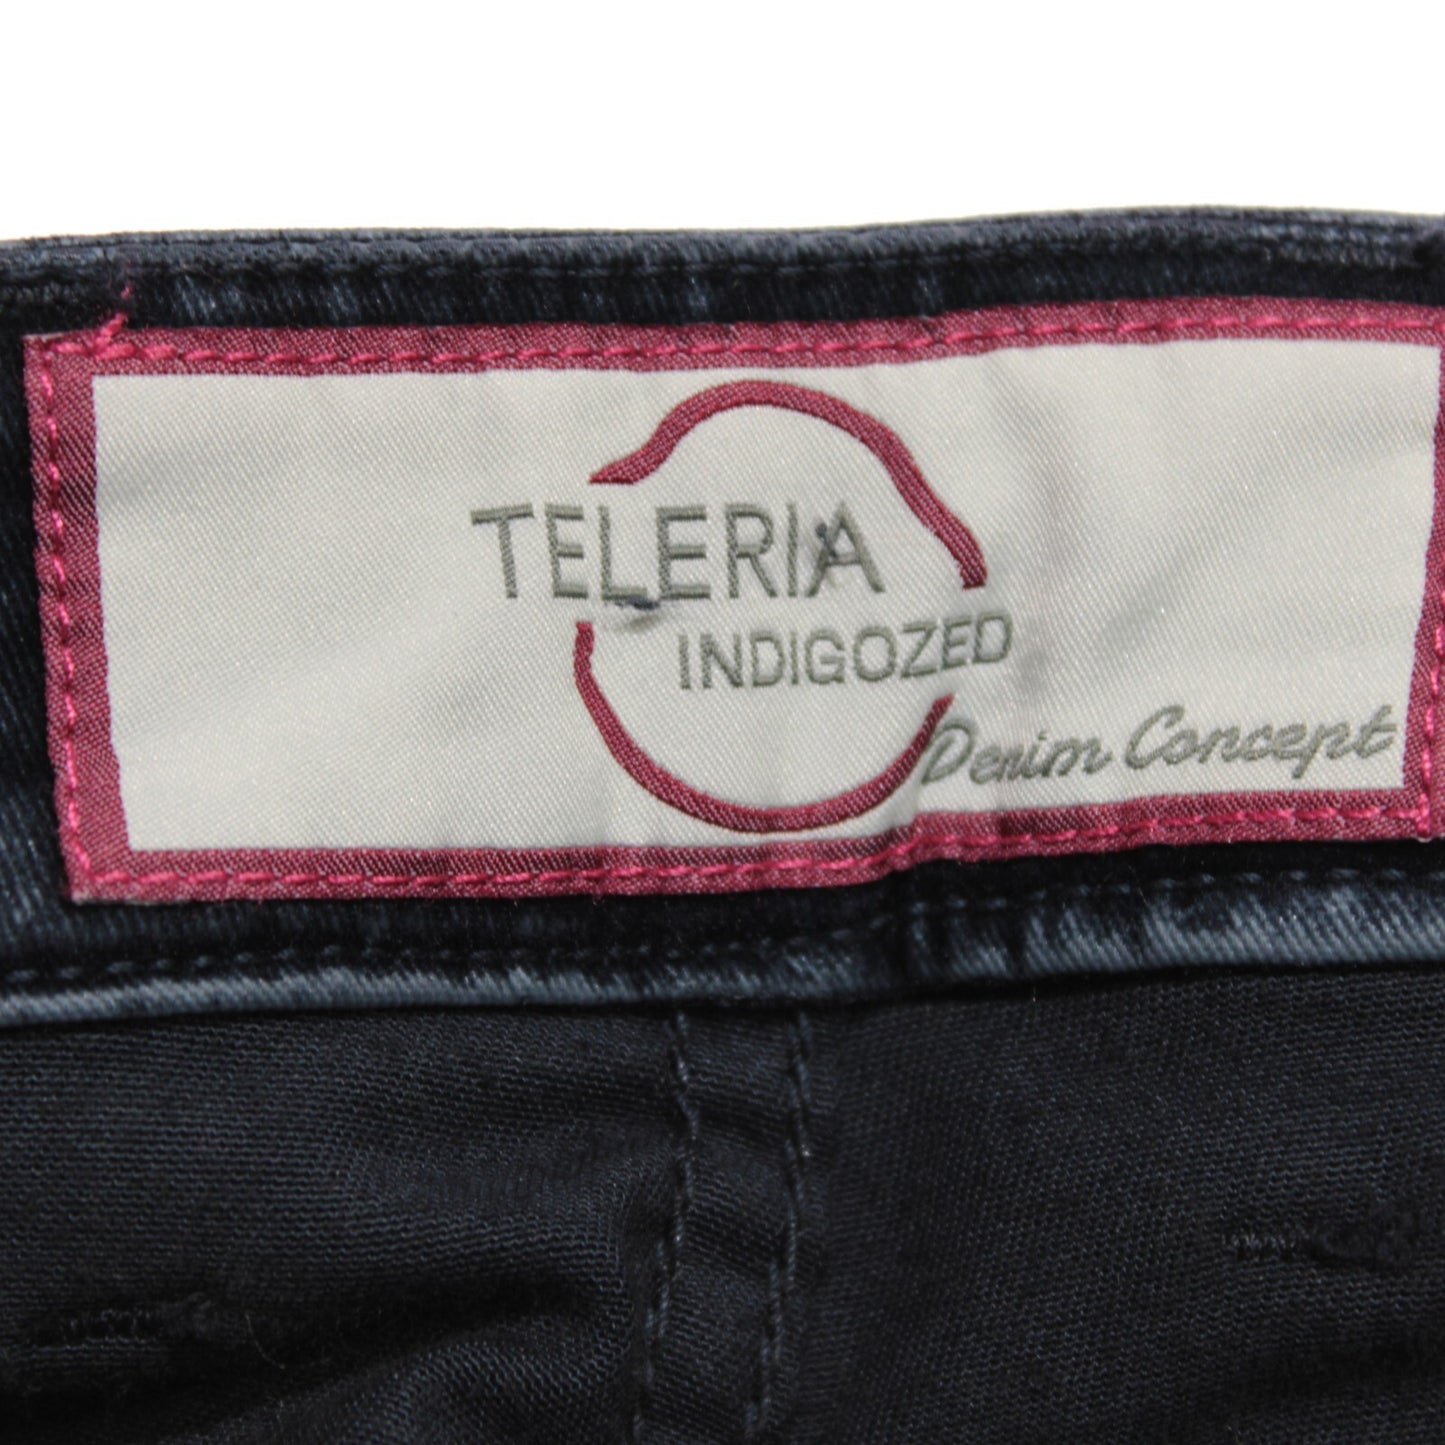 TELERIA
INDIGOZED
Denim Concept